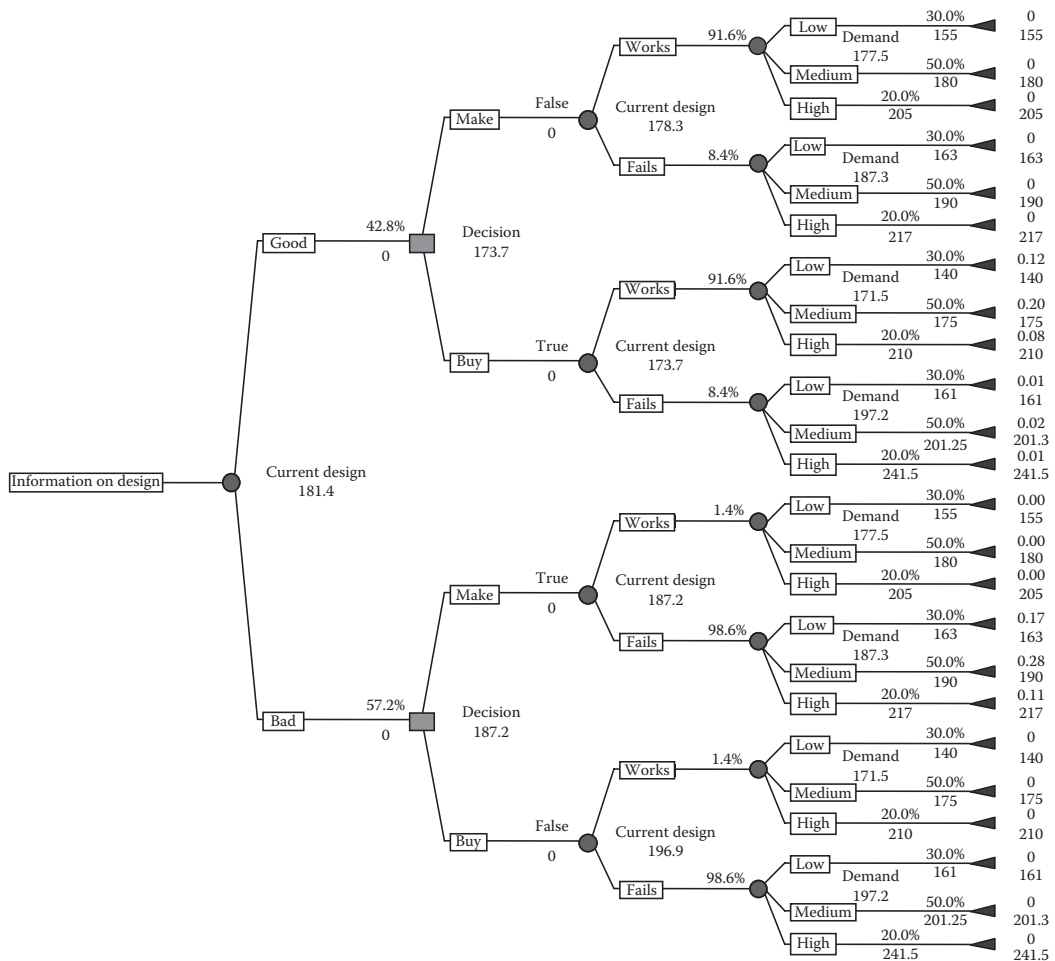 30.0% 0
Low
155 155
Demand
91.6%
Works
177.5
50.0% 0
Medium
180 180
20.0% 0
High
205 205
False
Make
0
Current design
178.3
30.0% 0
Low
163 163
Demand
8.4%
Fails
187.3
50.0% 0
Medium
190 190
20.0% 0
High
217 217
42.8%
Good
0
Decision
173.7
30.0% 0.12
Low
140 140
Demand
91.6%
Works
171.5
50.0% 0.20
Medium
175 175
20.0% 0.08
High
210 210
True
Buy
0
Current design
173.7
30.0% 0.01
Low
161 161
Demand
8.4%
Fails
197.2
50.0% 0.02
Medium
201.25 201.3
20.0% 0.01
High
241.5 241.5
Information on design
Current design
181.4
30.0% 0.00
Low
155 155
Demand
1.4%
Works
177.5
50.0% 0.00
Medium
180 180
20.0% 0.00
High
205 205
True
Make
0
Current design
187.2
30.0% 0.17
Low
163 163
Demand
98.6%
Fails
187.3
50.0% 0.28
Medium
190 190
20.0% 0.11
High
217 217
57.2%
Bad
0
Decision
187.2
30.0% 0
Low
140 140
Demand
1.4%
Works
171.5
50.0% 0
Medium
175 175
20.0% 0
High
210 210
False
Buy
0
Current design
196.9
30.0% 0
Low
161 161
Demand
98.6%
Fails
197.2
50.0% 0
Medium
201.25 201.3
20.0% 0
High
241.5 241.5